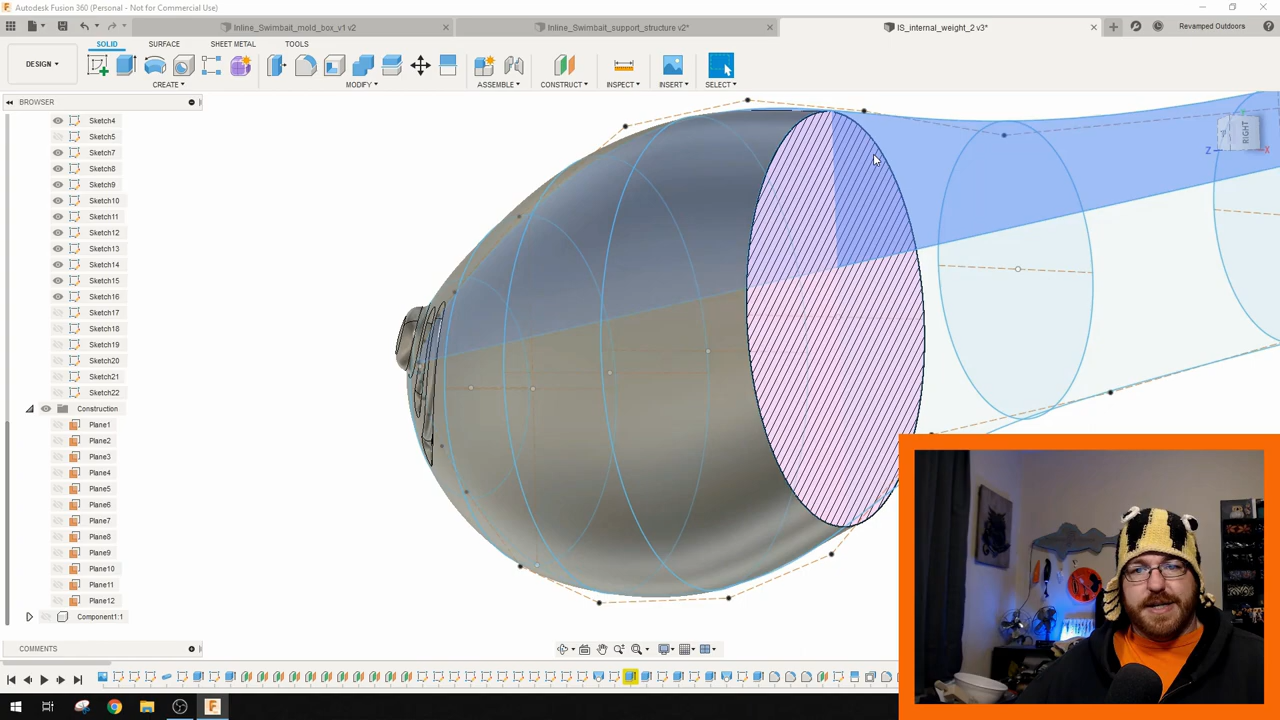 Autodesk Fusion 360 (Personal - Not for Commercial Use)
Inline_Swimbait_mold_box_v1 v2
Inline_Swimbait_support_structure v2*
IS_internal_weight_2 v3*
Revamped Outdoors
SOLID
SURFACE
SHEET METAL
TOOLS
DESIGN
CREATE
MODIFY
ASSEMBLE
CONSTRUCT
INSPECT
INSERT
SELECT
BROWSER
Sketch4
Sketch5
Sketch7
Sketch8
Sketch9
Sketch10
Sketch11
Sketch12
Sketch13
Sketch14
Sketch15
Sketch16
Sketch17
Sketch18
Sketch19
Sketch20
Sketch21
Sketch22
Construction
Plane1
Plane2
Plane3
Plane4
Plane5
Plane6
Plane7
Plane8
Plane9
Plane10
Plane11
Plane12
Component1:1
RIGHT
Z
X
COMMENTS